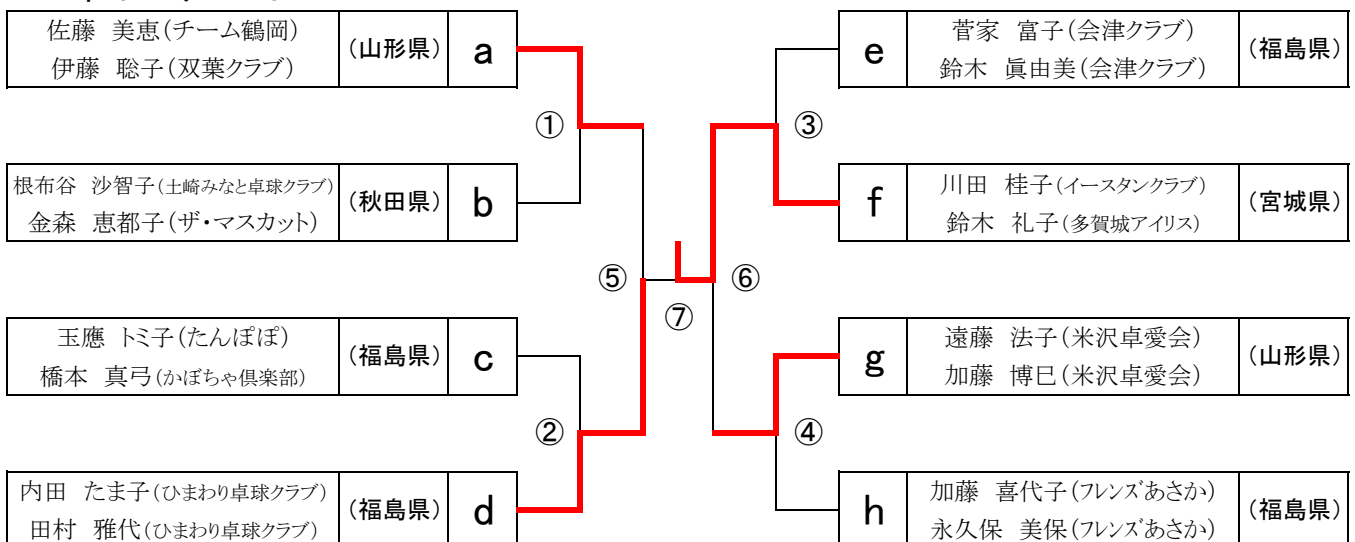 佐藤 美恵(チーム鶴岡)
伊藤 聡子(双葉クラブ)
(山形県)
a
根布谷 沙智子(土崎みなと卓球クラブ)
金森 恵都子(ザ・マスカット)
(秋田県)
b
玉應 トミ子(たんぽぽ)
橋本 真弓(かぼちゃ倶楽部)
(福島県)
c
内田 たま子(ひまわり卓球クラブ)
田村 雅代(ひまわり卓球クラブ)
(福島県)
d
①
②
⑤
⑦
⑥
③
④
e
菅家 富子(会津クラブ)
鈴木 眞由美(会津クラブ)
(福島県)
f
川田 桂子(イースタンクラブ)
鈴木 礼子(多賀城アイリス)
(宮城県)
g
遠藤 法子(米沢卓愛会)
加藤 博巳(米沢卓愛会)
(山形県)
h
加藤 喜代子(フレンズあさか)
永久保 美保(フレンズあさか)
(福島県)